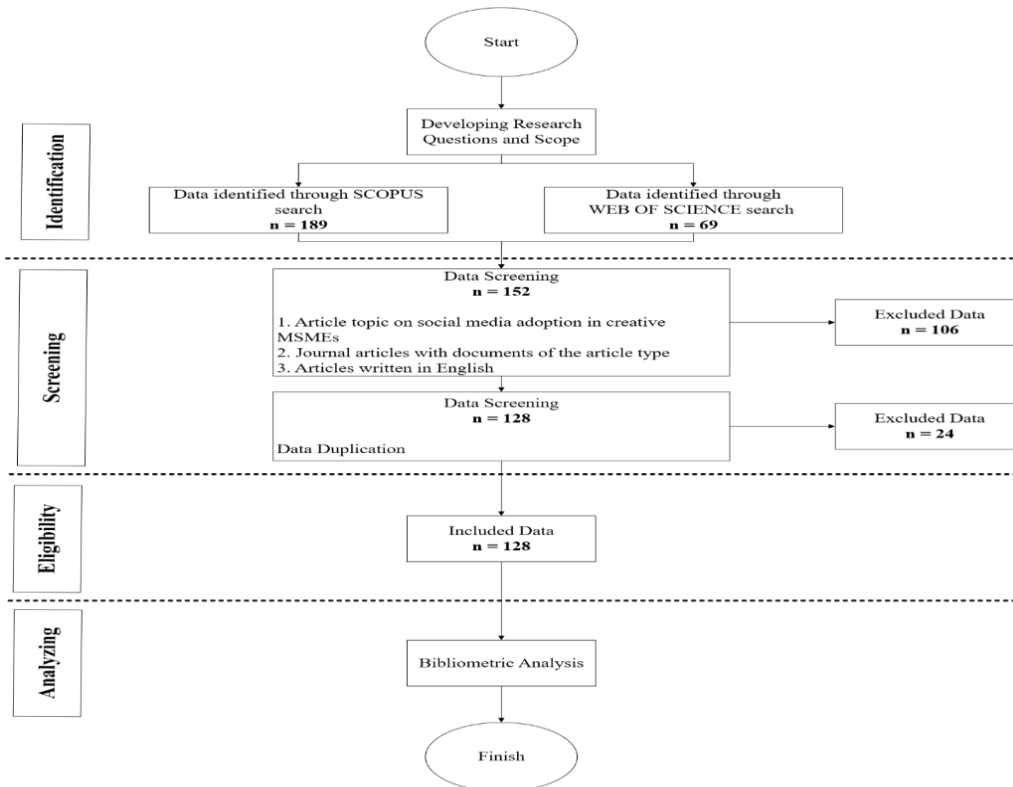 Start
Identification
Developing Research
Questions and Scope
Data identified through SCOPUS
search
n = 189
Data identified through
WEB OF SCIENCE search
n = 69
Screening
Data Screening
n = 152
1. Article topic on social media adoption in creative
MSMEs
2. Journal articles with documents of the article type
3. Articles written in English
Excluded Data
n = 106
Data Screening
n = 128
Data Duplication
Excluded Data
n = 24
Eligibility
Included Data
n = 128
Analyzing
Bibliometric Analysis
Finish